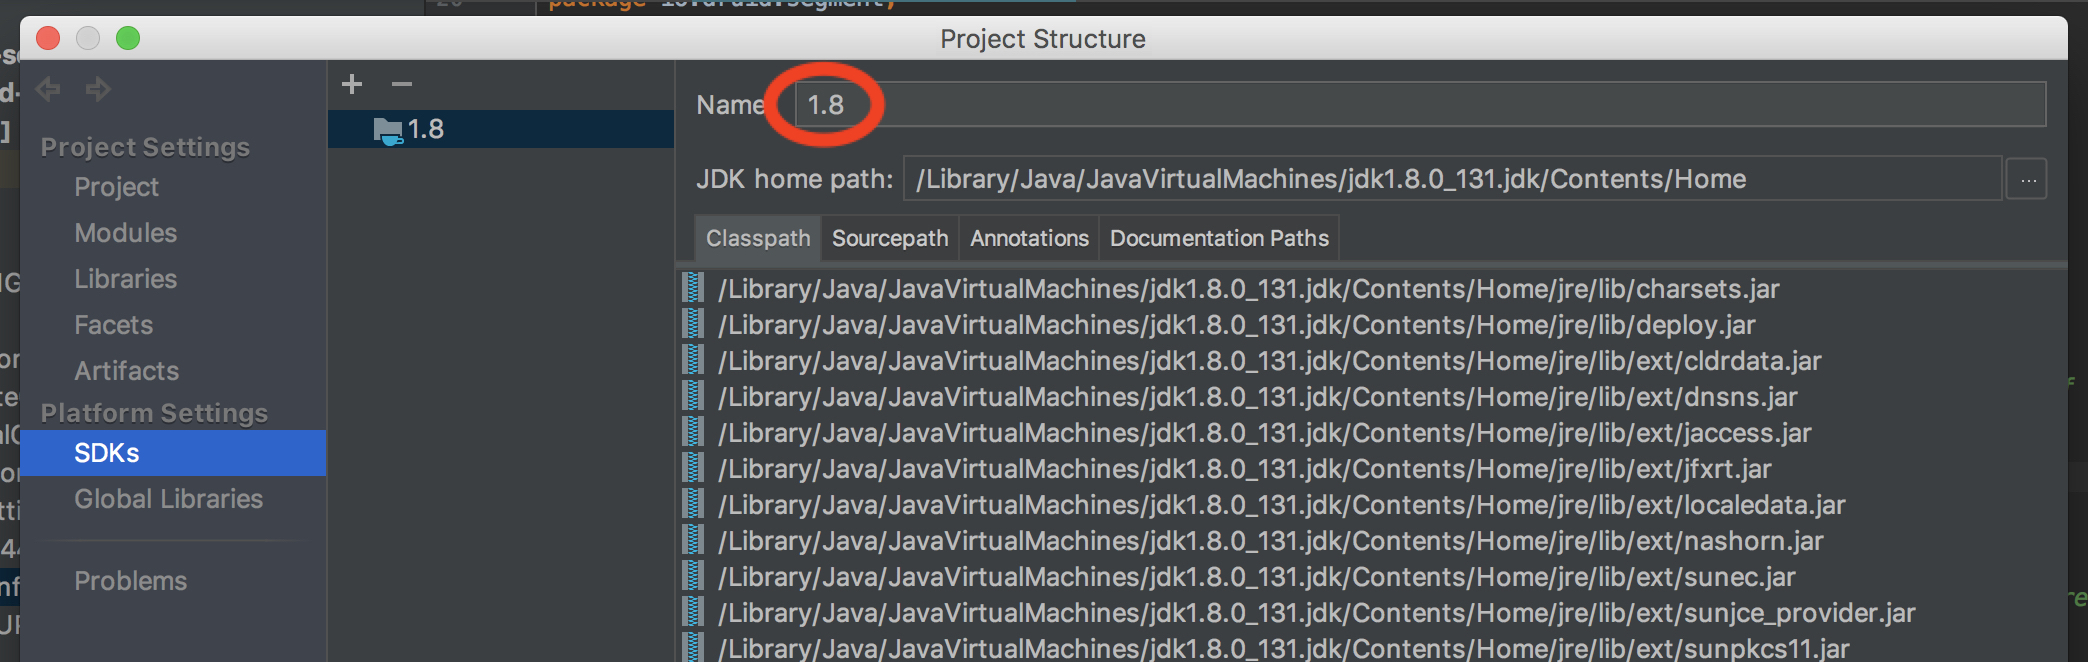 package io.druid.segment;
Project Structure
Project Settings
Project
Modules
Libraries
Facets
Artifacts
Platform Settings
SDKs
Global Libraries
Problems
1.8
Name
1.8
JDK home path: /Library/Java/JavaVirtualMachines/jdk1.8.0_131.jdk/Contents/Home ...
Classpath Sourcepath Annotations Documentation Paths
/Library/Java/JavaVirtualMachines/jdk1.8.0_131.jdk/Contents/Home/jre/lib/charsets.jar
/Library/Java/JavaVirtualMachines/jdk1.8.0_131.jdk/Contents/Home/jre/lib/deploy.jar
/Library/Java/JavaVirtualMachines/jdk1.8.0_131.jdk/Contents/Home/jre/lib/ext/cldrdata.jar
/Library/Java/JavaVirtualMachines/jdk1.8.0_131.jdk/Contents/Home/jre/lib/ext/dnsns.jar
/Library/Java/JavaVirtualMachines/jdk1.8.0_131.jdk/Contents/Home/jre/lib/ext/jaccess.jar
/Library/Java/JavaVirtualMachines/jdk1.8.0_131.jdk/Contents/Home/jre/lib/ext/jfxrt.jar
/Library/Java/JavaVirtualMachines/jdk1.8.0_131.jdk/Contents/Home/jre/lib/ext/localedata.jar
/Library/Java/JavaVirtualMachines/jdk1.8.0_131.jdk/Contents/Home/jre/lib/ext/nashorn.jar
/Library/Java/JavaVirtualMachines/jdk1.8.0_131.jdk/Contents/Home/jre/lib/ext/sunec.jar
/Library/Java/JavaVirtualMachines/jdk1.8.0_131.jdk/Contents/Home/jre/lib/ext/sunjce_provider.jar
/Library/Java/JavaVirtualMachines/jdk1.8.0_131.jdk/Contents/Home/jre/lib/ext/sunpkcs11.jar